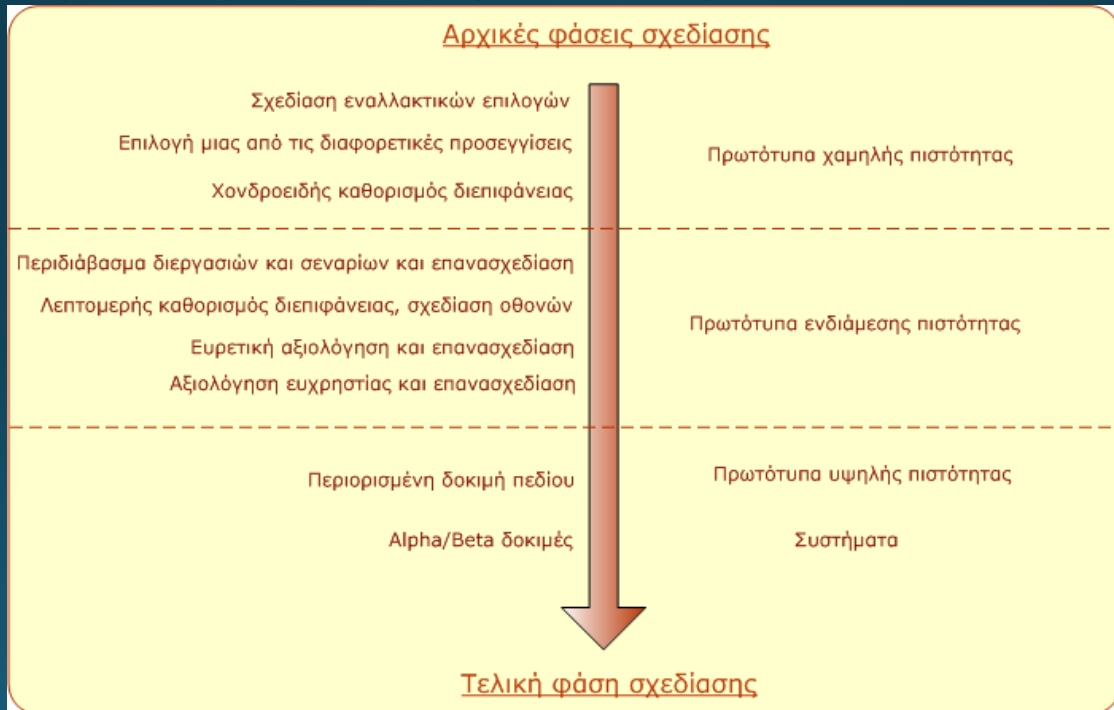 Αρχικές φάσεις σχεδίασης
Σχεδίαση εναλλακτικών επιλογών
Επιλογή μιας από τις διαφορετικές προσεγγίσεις
Πρωτότυπα χαμηλής πιστότητας
Χονδροειδής καθορισμός διεπιφάνειας
Περιδιάβασμα διεργασιών και σεναρίων και επανασχεδίαση
Λεπτομερής καθορισμός διεπιφάνειας, σχεδίαση οθονών
Πρωτότυπα ενδιάμεσης πιστότητας
Ευρετική αξιολόγηση και επανασχεδίαση
Αξιολόγηση ευχρηστίας και επανασχεδίαση
Περιορισμένη δοκιμή πεδίου
Πρωτότυπα υψηλής πιστότητας
Alpha/Beta δοκιμές
Συστήματα
Τελική φάση σχεδίασης